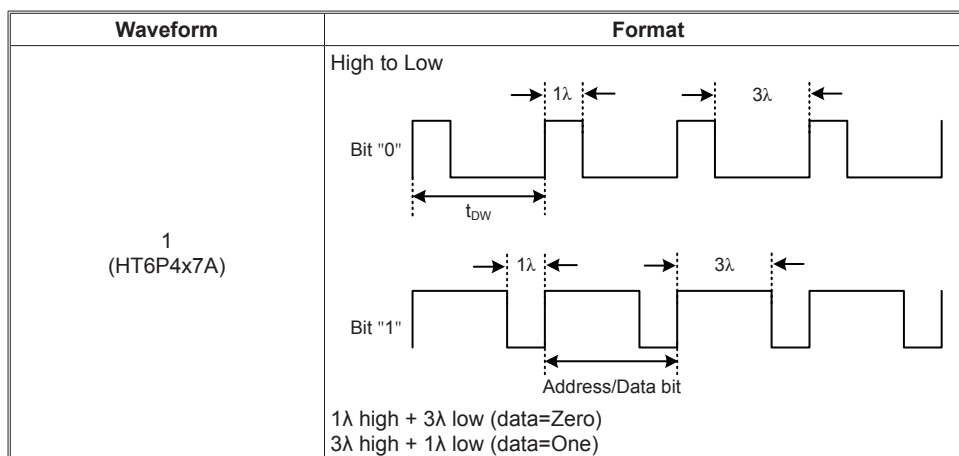 Waveform Format
High to Low
1λ 3λ
Bit "0"
tDW
1
(HT6P4x7A)
1λ 3λ
Bit "1"
Address/Data bit
1λ high + 3λ low (data=Zero)
3λ high + 1λ low (data=One)